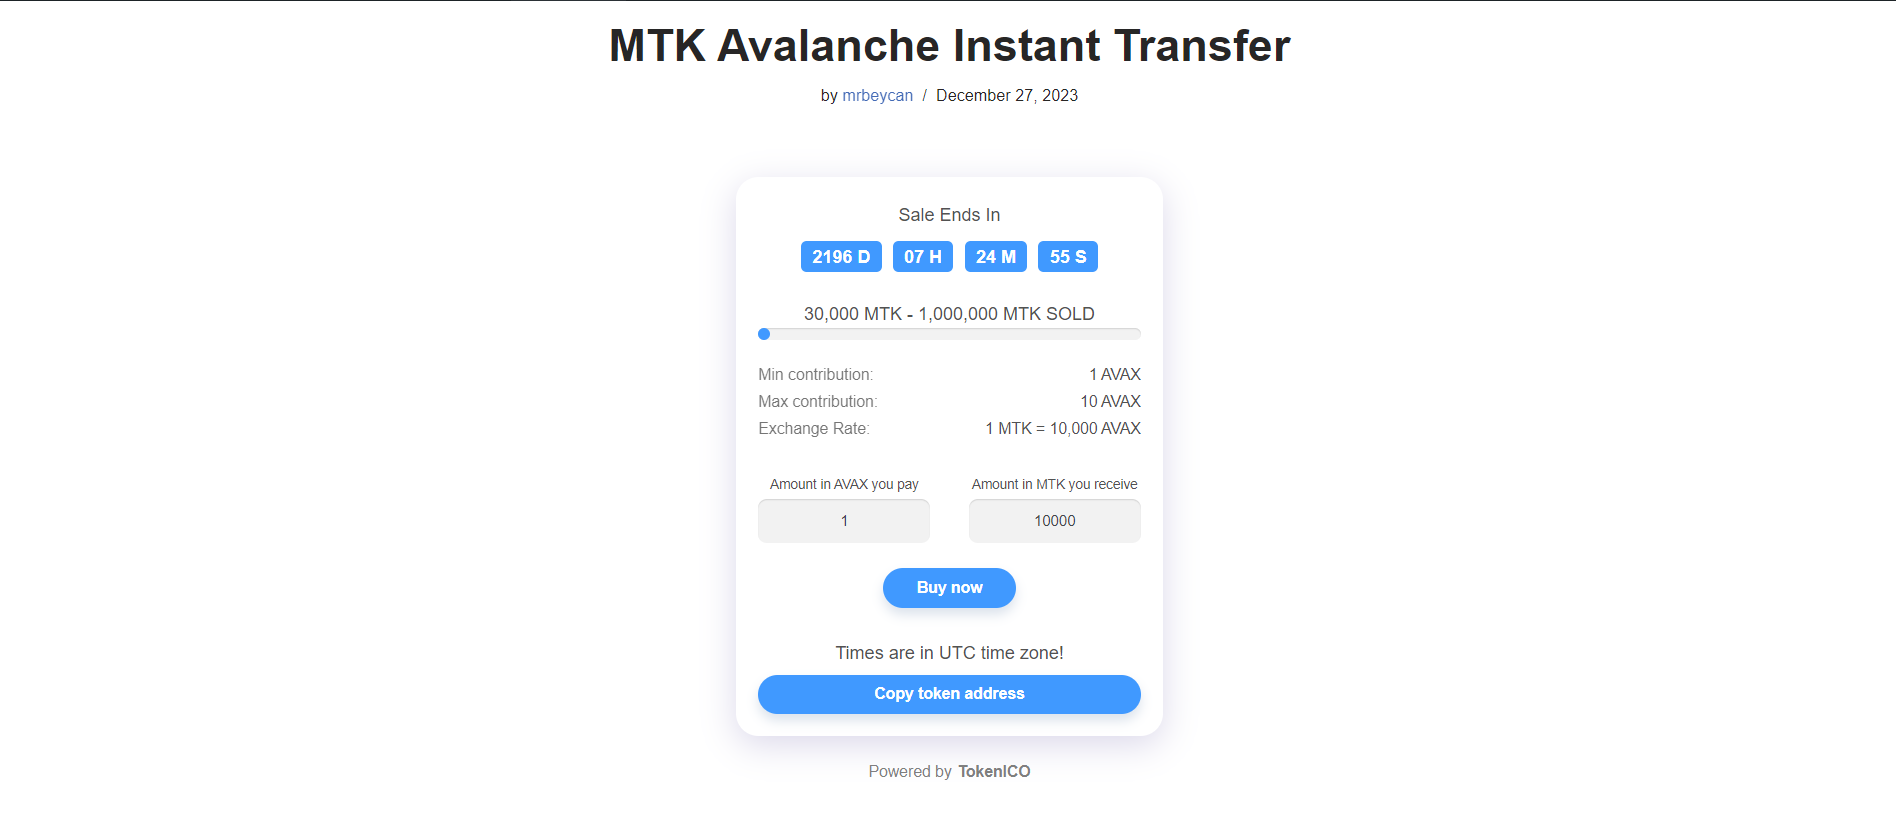 MTK Avalanche Instant Transfer
by mrbeycan / December 27, 2023
Sale Ends In
2196 D 07 H 24 M 55 S
30,000 MTK - 1,000,000 MTK SOLD
Min contribution: 1 AVAX
Max contribution: 10 AVAX
Exchange Rate: 1 MTK = 10,000 AVAX
Amount in AVAX you pay Amount in MTK you receive
1 10000
Buy now
Times are in UTC time zone!
Copy token address
Powered by TokenICO